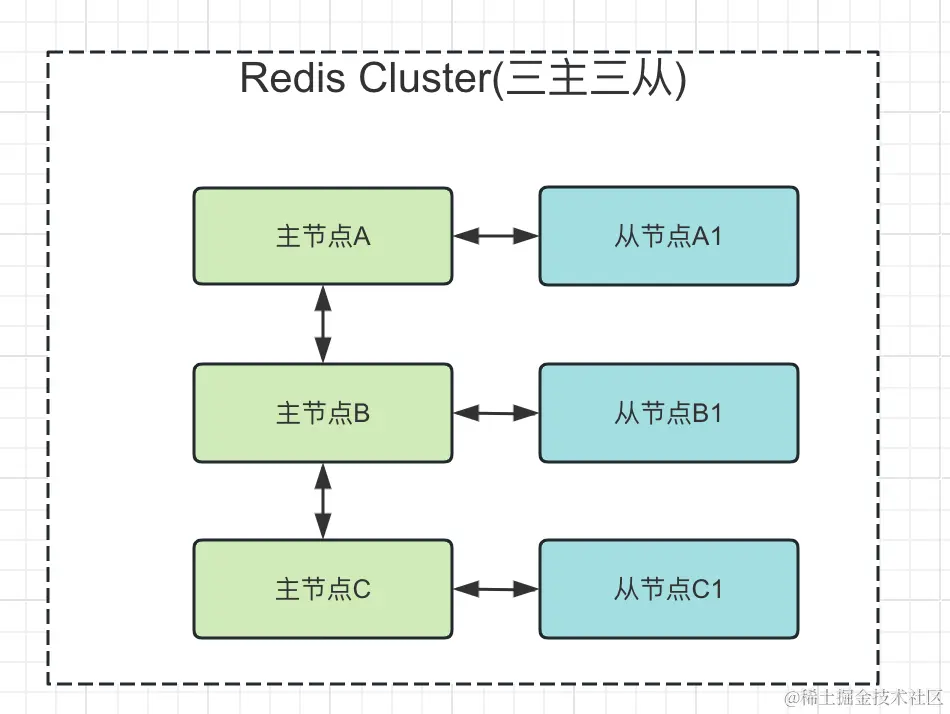 Redis Cluster(三主三从)
主节点A
从节点A1
主节点B
从节点B1
主节点C
从节点C1
@稀土掘金技术社区